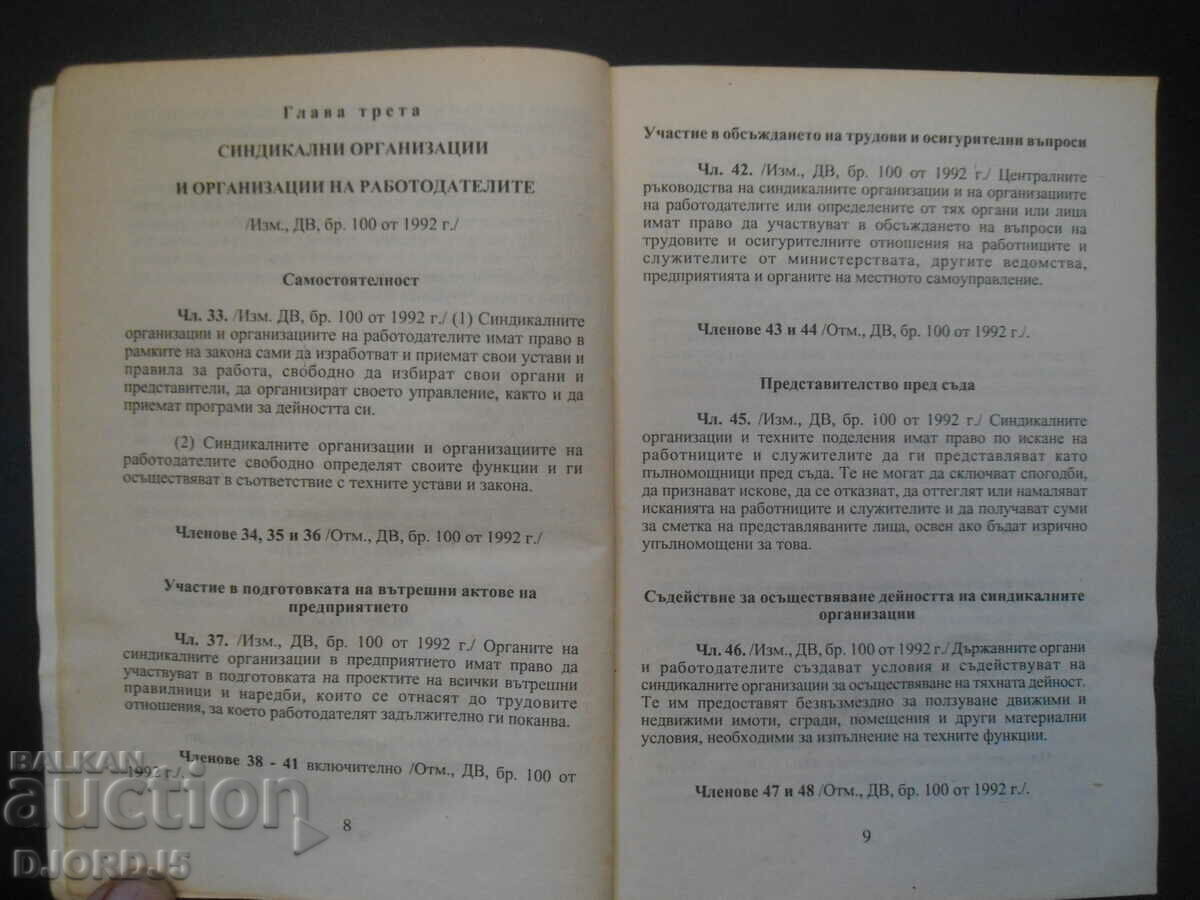 Глава трета
СИНДИКАЛНИ ОРГАНИЗАЦИИ
И ОРГАНИЗАЦИИ НА РАБОТОДАТЕЛИТЕ
/Изм., ДВ, бр. 100 от 1992 г./
Самостоятелност
Чл. 33. /Изм. ДВ, бр. 100 от 1992 г./ (1) Синдикалните
организации и организациите на работодателите имат право в
рамките на закона сами да изработват и приемат свои устави и
правила за работа, свободно да избират свои органи и
представители, да организират своето управление, както и да
приемат програми за дейността си.
(2) Синдикалните организации и организациите на
работодателите свободно определят своите функции и ги
осъществяват в съответствие с техните устави и закона.
Членове 34, 35 и 36 /Отм., ДВ, бр. 100 от 1992 г./
Участие в подготовката на вътрешни актове на
предприятието
Чл. 37. /Изм., ДВ, бр. 100 от 1992 г./ Органите на
синдикалните организации в предприятието имат право да
участвуват в подготовката на проектите на всички вътрешни
правилници и наредби, които се отнасят до трудовите
отношения, за което работодателят задължително ги поканва.
Членове 38 - 41 включително /Отм., ДВ, бр. 100 от
1992 г./.
8
Участие в обсъждането на трудови и осигурителни въпроси
Чл. 42. /Изм., ДВ, бр. 100 от 1992 г./ Централните
ръководства на синдикалните организации и на организациите
на работодателите или определените от тях органи или лица
имат право да участвуват в обсъждането на въпроси на
трудовите и осигурителните отношения на работниците и
служителите от министерствата, другите ведомства,
предприятията и органите на местното самоуправление.
Членове 43 и 44 /Отм., ДВ, бр. 100 от 1992 г./.
Представителство пред съда
Чл. 45. /Изм., ДВ, бр. 100 от 1992 г./ Синдикалните
организации и техните поделения имат право по искане на
работниците и служителите да ги представляват като
пълномощници пред съда. Те не могат да сключват спогодби,
да признават искове, да се отказват, да оттеглят или намаляват
исканията на работниците и служителите и да получават суми
за сметка на представляваните лица, освен ако бъдат изрично
упълномощени за това.
Съдействие за осъществяване дейността на синдикалните
организации
Чл. 46. /Изм., ДВ, бр. 100 от 1992 г./ Държавните органи
и работодателите създават условия и съдействуват на
синдикалните организации за осъществяване на тяхната дейност.
Те им предоставят безвъзмездно за ползуване движими и
недвижими имоти, сгради, помещения и други материални
условия, необходими за изпълнение на техните функции.
Членове 47 и 48 /Отм., ДВ, бр. 100 от 1992 г./.
9
BALKAN
auction
DJORDJ5